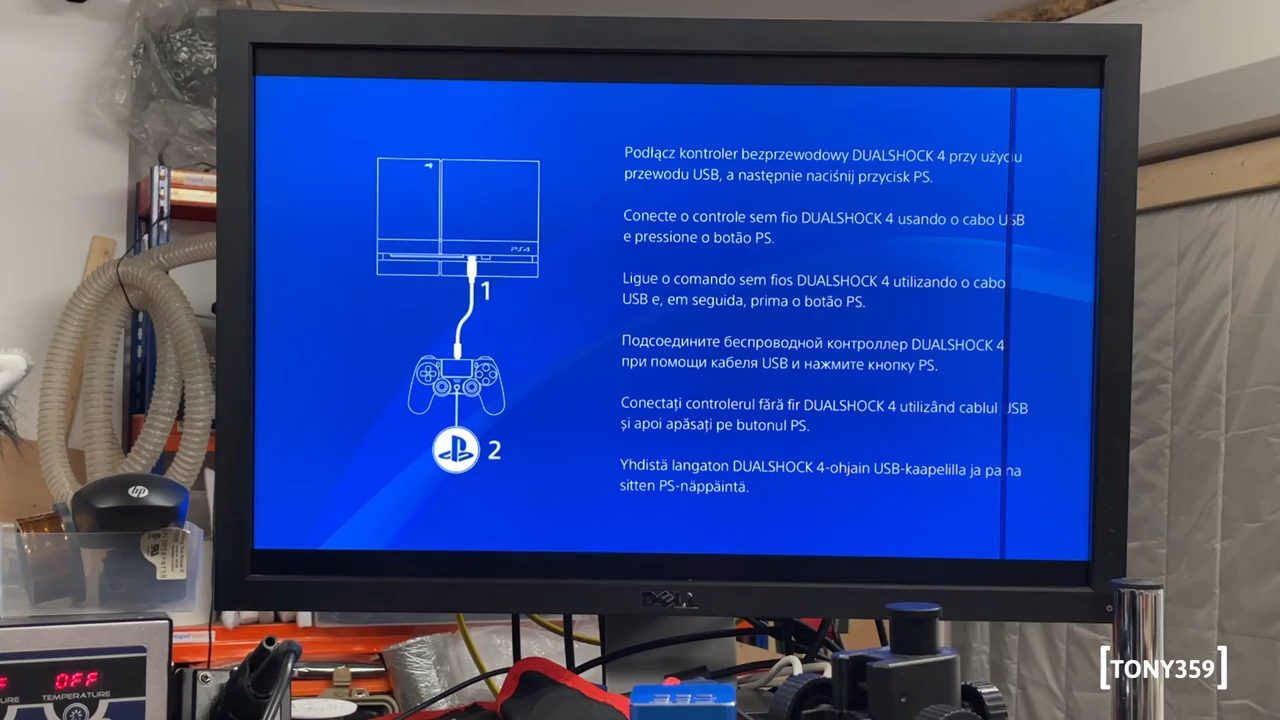 Podłącz kontroler bezprzewodowy DUALSHOCK 4 przy użyciu
przewodu USB, a następnie naciśnij przycisk PS.
Conecte o controle sem fio DUALSHOCK 4 usando o cabo USB
e pressione o botão PS.
Ligue o comando sem fios DUALSHOCK 4 utilizando o cabo
USB e, em seguida, prima o botão PS.
Подсоедините беспроводной контроллер DUALSHOCK 4
при помощи кабеля USB и нажмите кнопку PS.
Conectați controlerul fără fir DUALSHOCK 4 utilizând cablul USB
și apoi apăsați pe butonul PS.
Yhdistä langaton DUALSHOCK 4-ohjain USB-kaapelilla ja paina
sitten PS-näppäintä.
PS4
1
2
hp
DELL
OFF
TEMPERATURE
[TONY359]